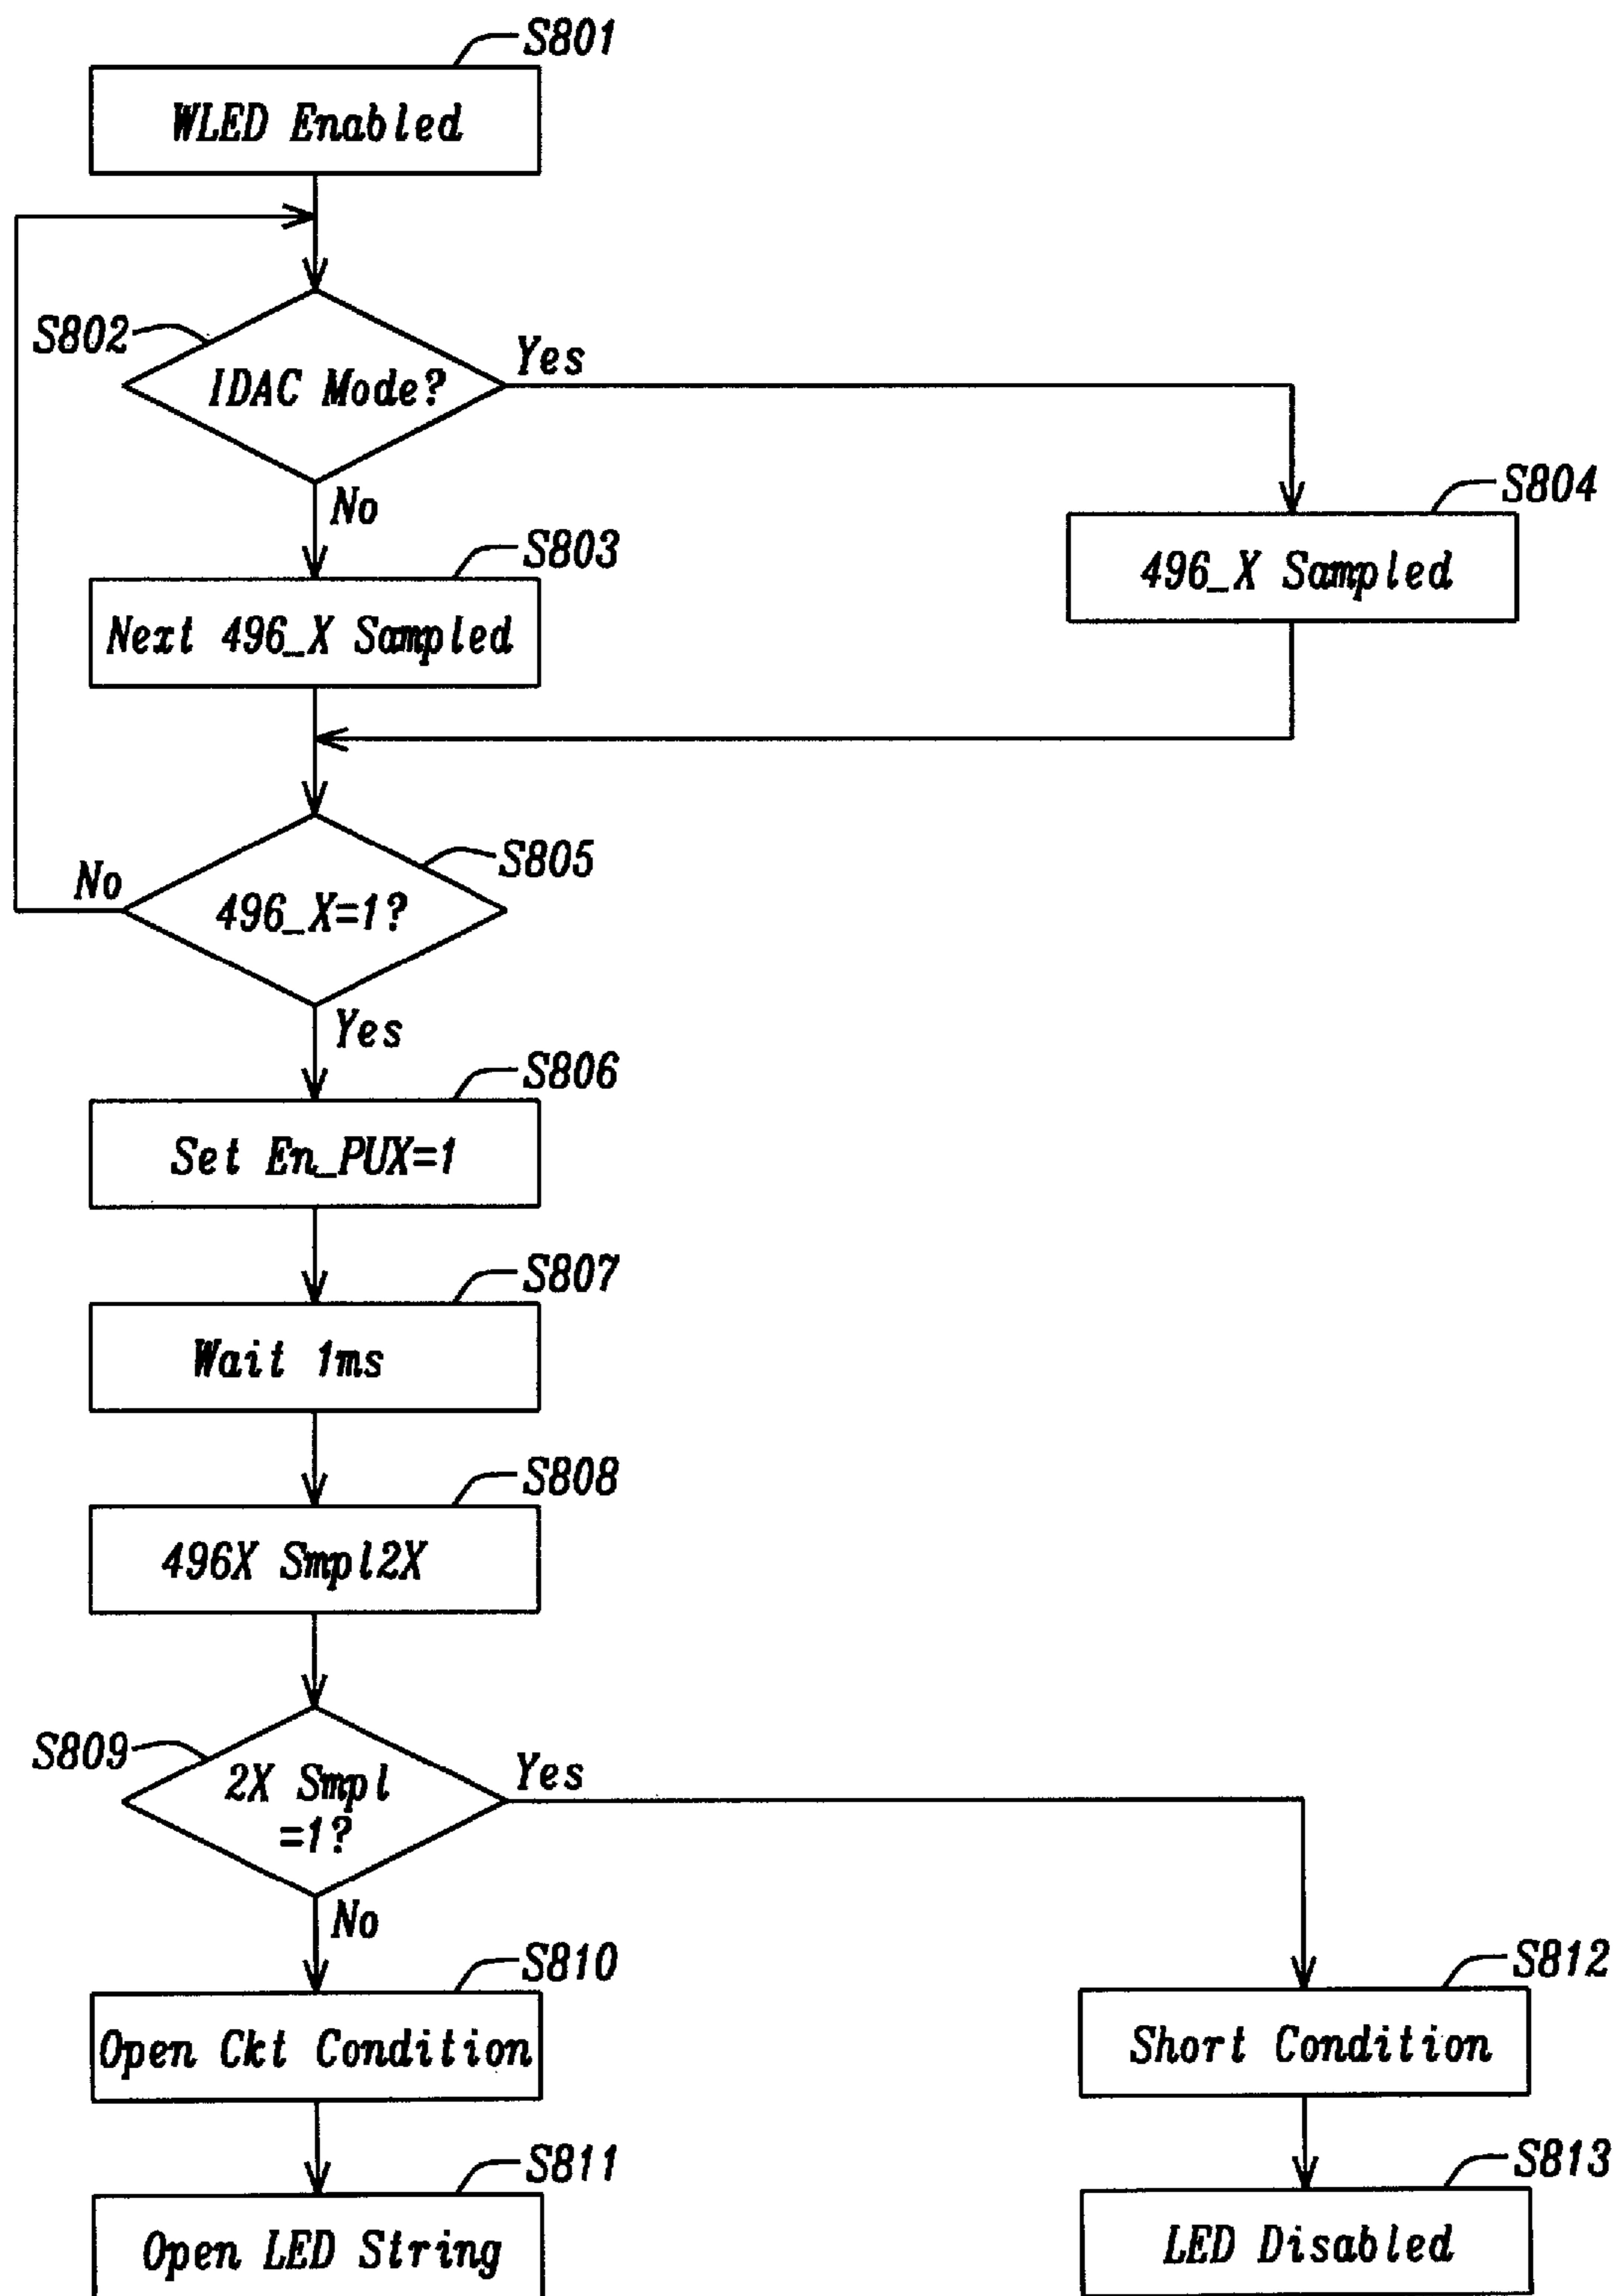 S801
WLED Enabled
S802
IDAC Mode?
Yes
No
S803
Next 496_X Sampled
S804
496_X Sampled
S805
496_X=1?
No
Yes
S806
Set En_PUX=1
S807
Wait 1ms
S808
496X Smpl2X
S809
2X Smpl
=1?
Yes
No
S810
Open Ckt Condition
S812
Short Condition
S811
Open LED String
S813
LED Disabled